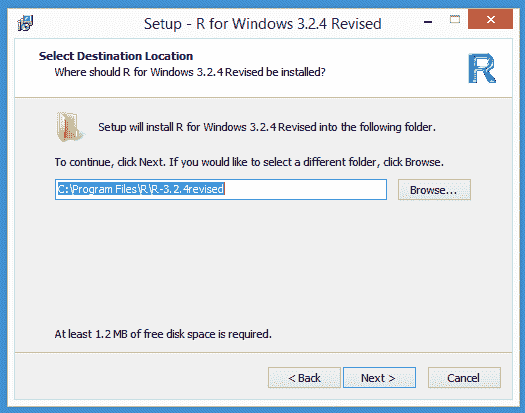 Setup - R for Windows 3.2.4 Revised
Select Destination Location
Where should R for Windows 3.2.4 Revised be installed?
R
Setup will install R for Windows 3.2.4 Revised into the following folder.
To continue, click Next. If you would like to select a different folder, click Browse.
C:\Program Files\R\R-3.2.4revised
Browse...
At least 1.2 MB of free disk space is required.
< Back
Next >
Cancel